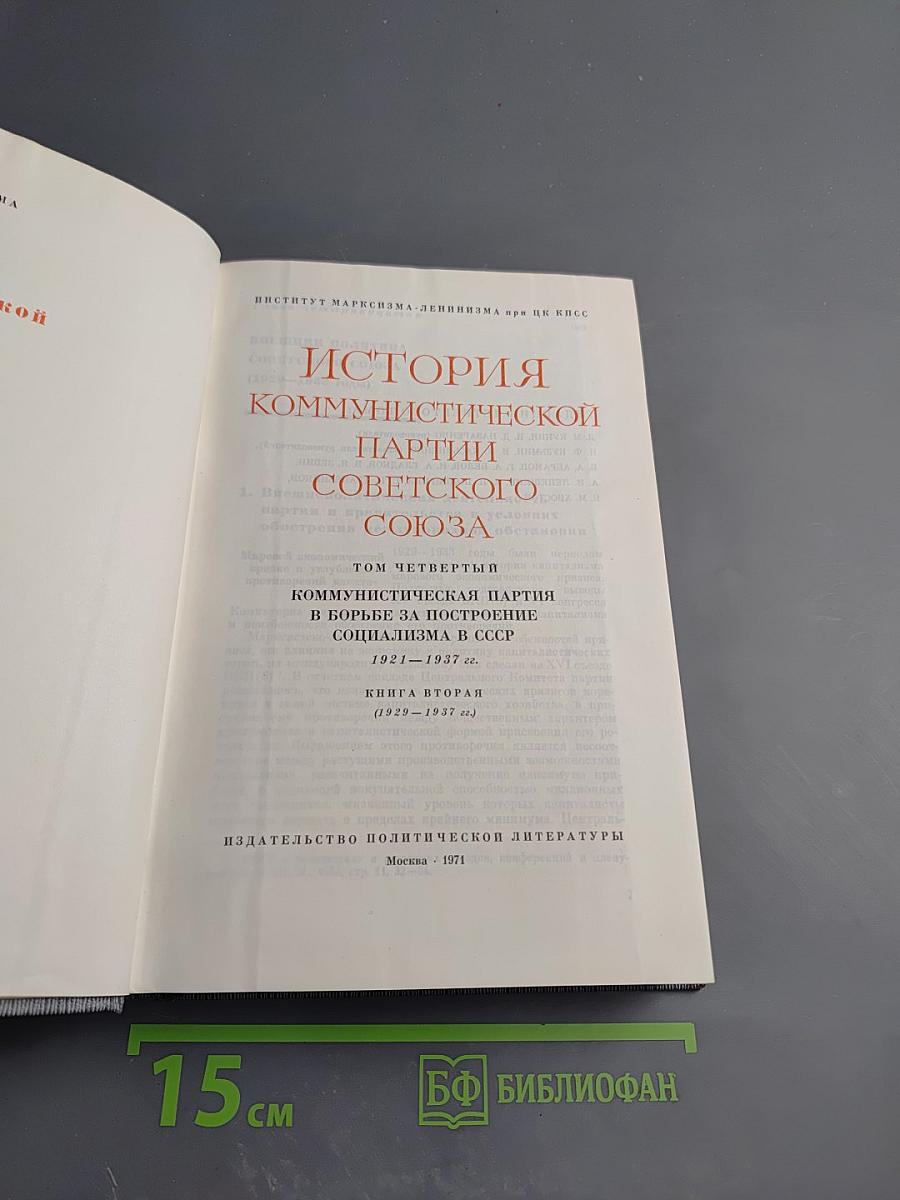 КОЙ
ИНСТИТУТ МАРКСИЗМА-ЛЕНИНИЗМА при ЦК КПСС
ИСТОРИЯ
КОММУНИСТИЧЕСКОЙ
ПАРТИИ
СОВЕТСКОГО
СОЮЗА
ТОМ ЧЕТВЕРТЫЙ
КОММУНИСТИЧЕСКАЯ ПАРТИЯ
В БОРЬБЕ ЗА ПОСТРОЕНИЕ
СОЦИАЛИЗМА В СССР
1921—1937 гг.
КНИГА ВТОРАЯ
(1929—1937 гг.)
ИЗДАТЕЛЬСТВО ПОЛИТИЧЕСКОЙ ЛИТЕРАТУРЫ
Москва · 1971
15 см
БФ БИБЛИОФАН